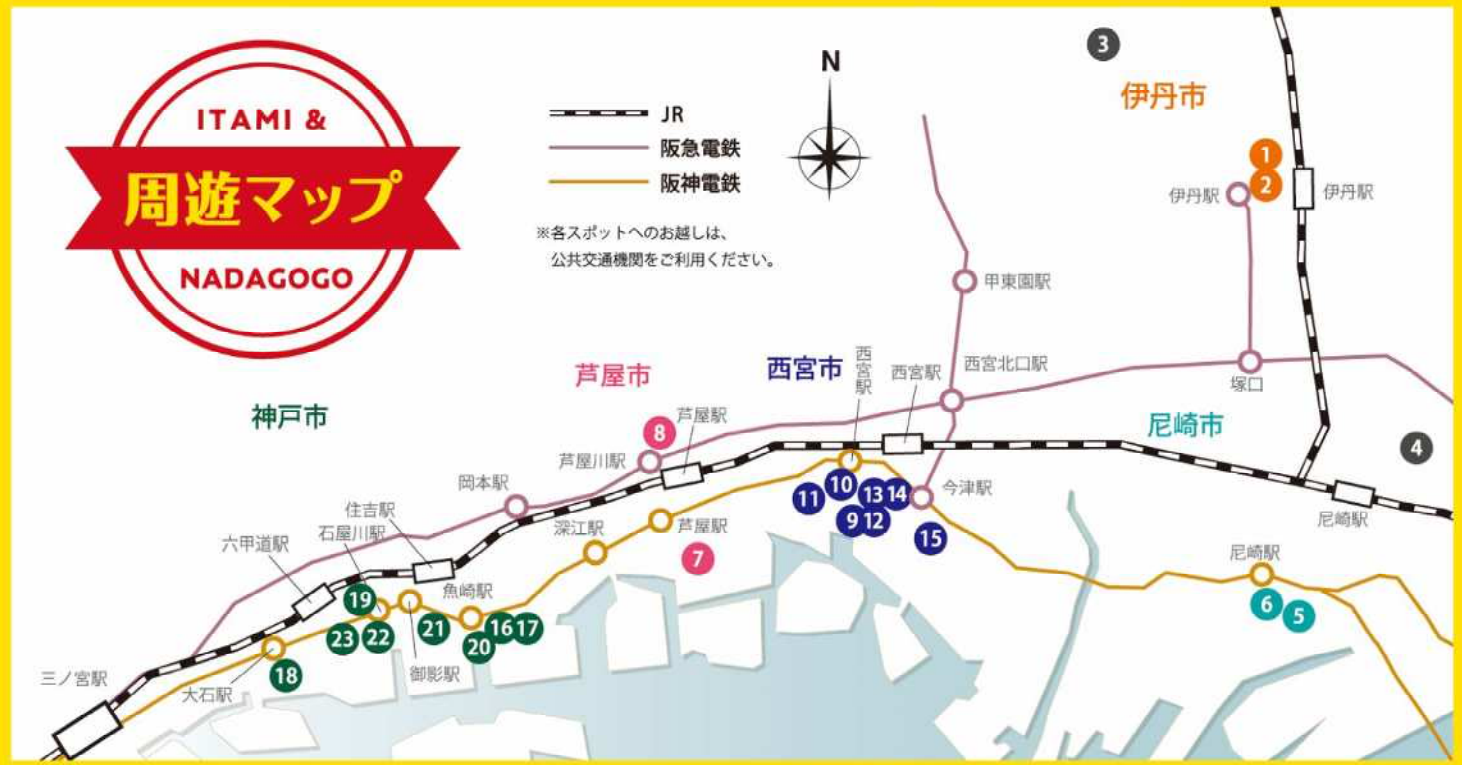 ITAMI &
周遊マップ
NADAGOGO
JR
阪急電鉄
阪神電鉄
※各スポットへのお越しは、
公共交通機関をご利用ください。
N
3
伊丹市
1
2
伊丹駅
伊丹駅
甲東園駅
芦屋市
西宮市
西宮駅
西宮駅
西宮北口駅
塚口
神戸市
尼崎市
8
芦屋駅
芦屋川駅
4
岡本駅
住吉駅
石屋川駅
六甲道駅
深江駅
芦屋駅
7
11
10
13
14
9
12
今津駅
15
尼崎駅
尼崎駅
6
5
魚崎駅
19
23
22
21
16
17
20
18
御影駅
大石駅
三ノ宮駅